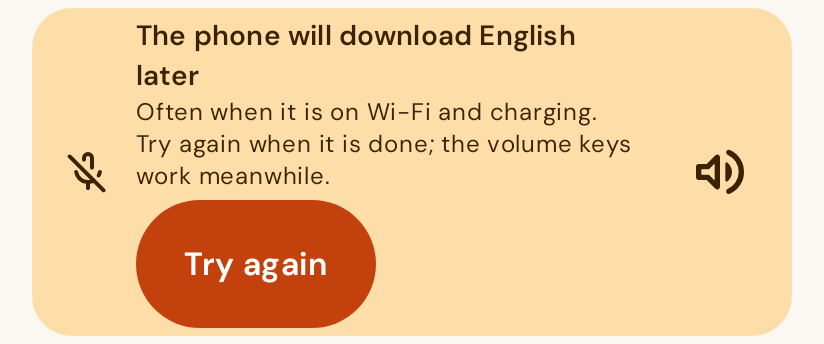 The phone will download English
later
Often when it is on Wi-Fi and charging.
Try again when it is done; the volume keys
work meanwhile.
Try again